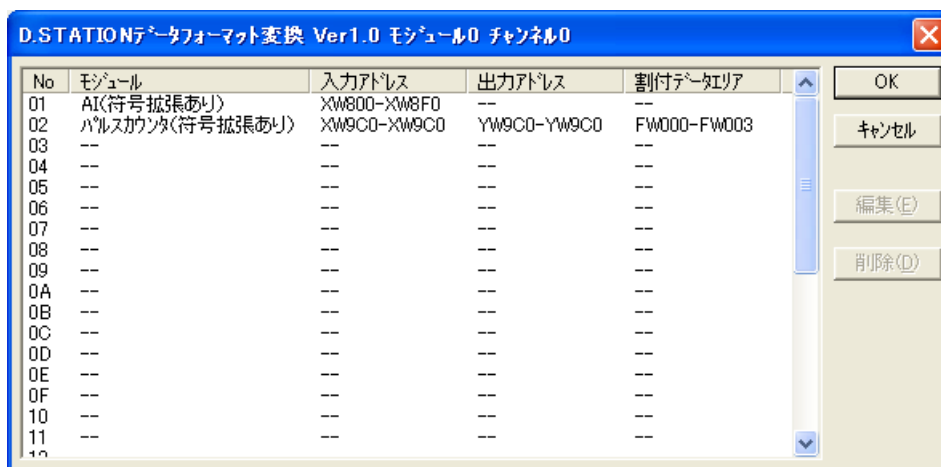 D.STATIONﾃﾞｰﾀﾌｫｰﾏｯﾄ変換 Ver1.0 ﾓｼﾞｭｰﾙ0 ﾁｬﾝﾈﾙ0
No ﾓｼﾞｭｰﾙ 入力ｱﾄﾞﾚｽ 出力ｱﾄﾞﾚｽ 割付ﾃﾞｰﾀｴﾘｱ
01 AI(符号拡張あり) XW800-XW8F0 -- --
02 ﾊﾟﾙｽｶｳﾝﾀ(符号拡張あり) XW9C0-XW9C0 YW9C0-YW9C0 FW000-FW003
03 -- -- -- --
04 -- -- -- --
05 -- -- -- --
06 -- -- -- --
07 -- -- -- --
08 -- -- -- --
09 -- -- -- --
0A -- -- -- --
0B -- -- -- --
0C -- -- -- --
0D -- -- -- --
0E -- -- -- --
0F -- -- -- --
10 -- -- -- --
11 -- -- -- --
OK
ｷｬﾝｾﾙ
編集(E)
削除(D)